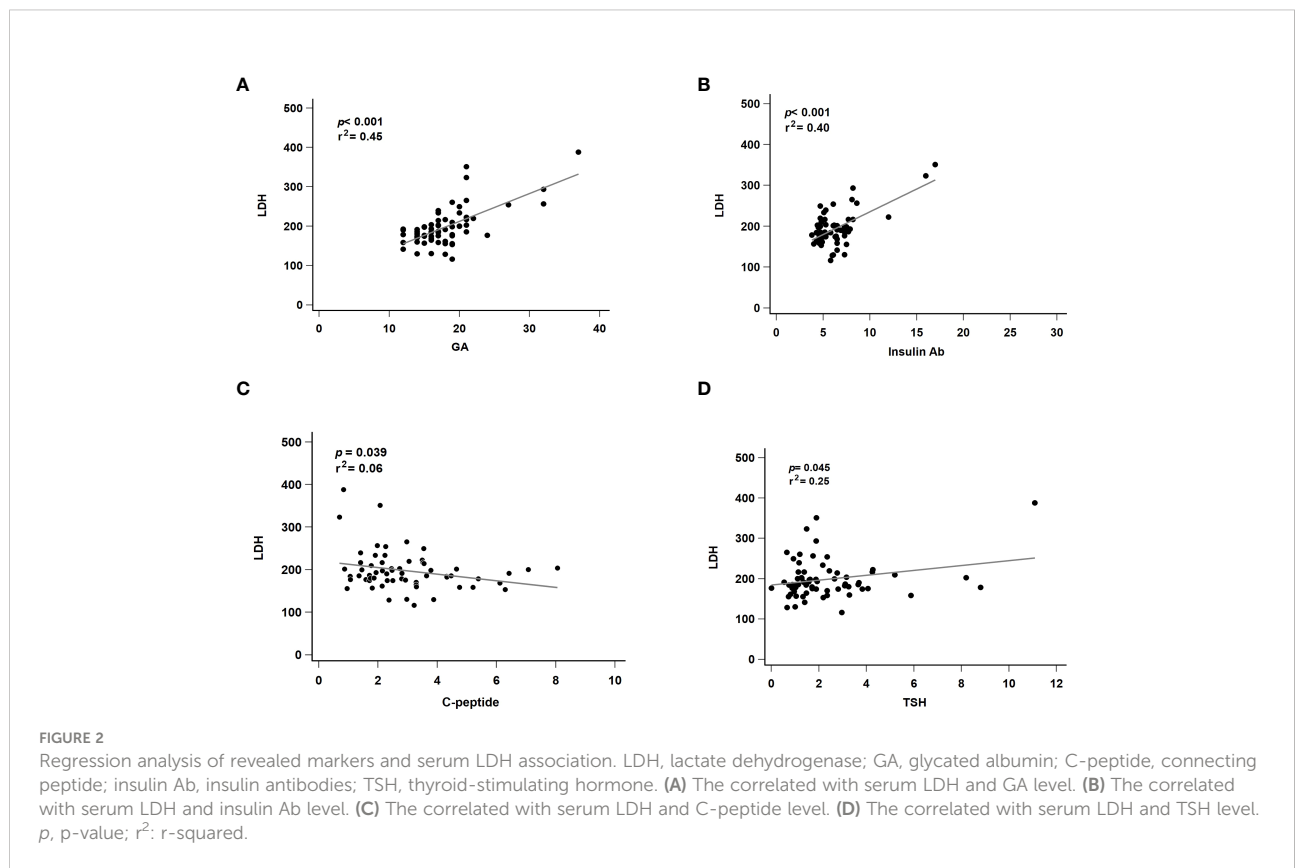 A
p< 0.001
r²= 0.45
500
400
300
200
100
0
LDH
0 10 20 30 40
GA
B
p< 0.001
r²= 0.40
500
400
300
200
100
0
LDH
0 5 10 15 20 25 30
Insulin Ab
C
p = 0.039
r²= 0.06
500
400
300
200
100
0
LDH
0 2 4 6 8 10
C-peptide
D
p= 0.045
r²= 0.25
500
400
300
200
100
0
LDH
0 2 4 6 8 10 12
TSH
FIGURE 2
Regression analysis of revealed markers and serum LDH association. LDH, lactate dehydrogenase; GA, glycated albumin; C-peptide, connecting
peptide; insulin Ab, insulin antibodies; TSH, thyroid-stimulating hormone. (A) The correlated with serum LDH and GA level. (B) The correlated
with serum LDH and insulin Ab level. (C) The correlated with serum LDH and C-peptide level. (D) The correlated with serum LDH and TSH level.
p, p-value; r²: r-squared.